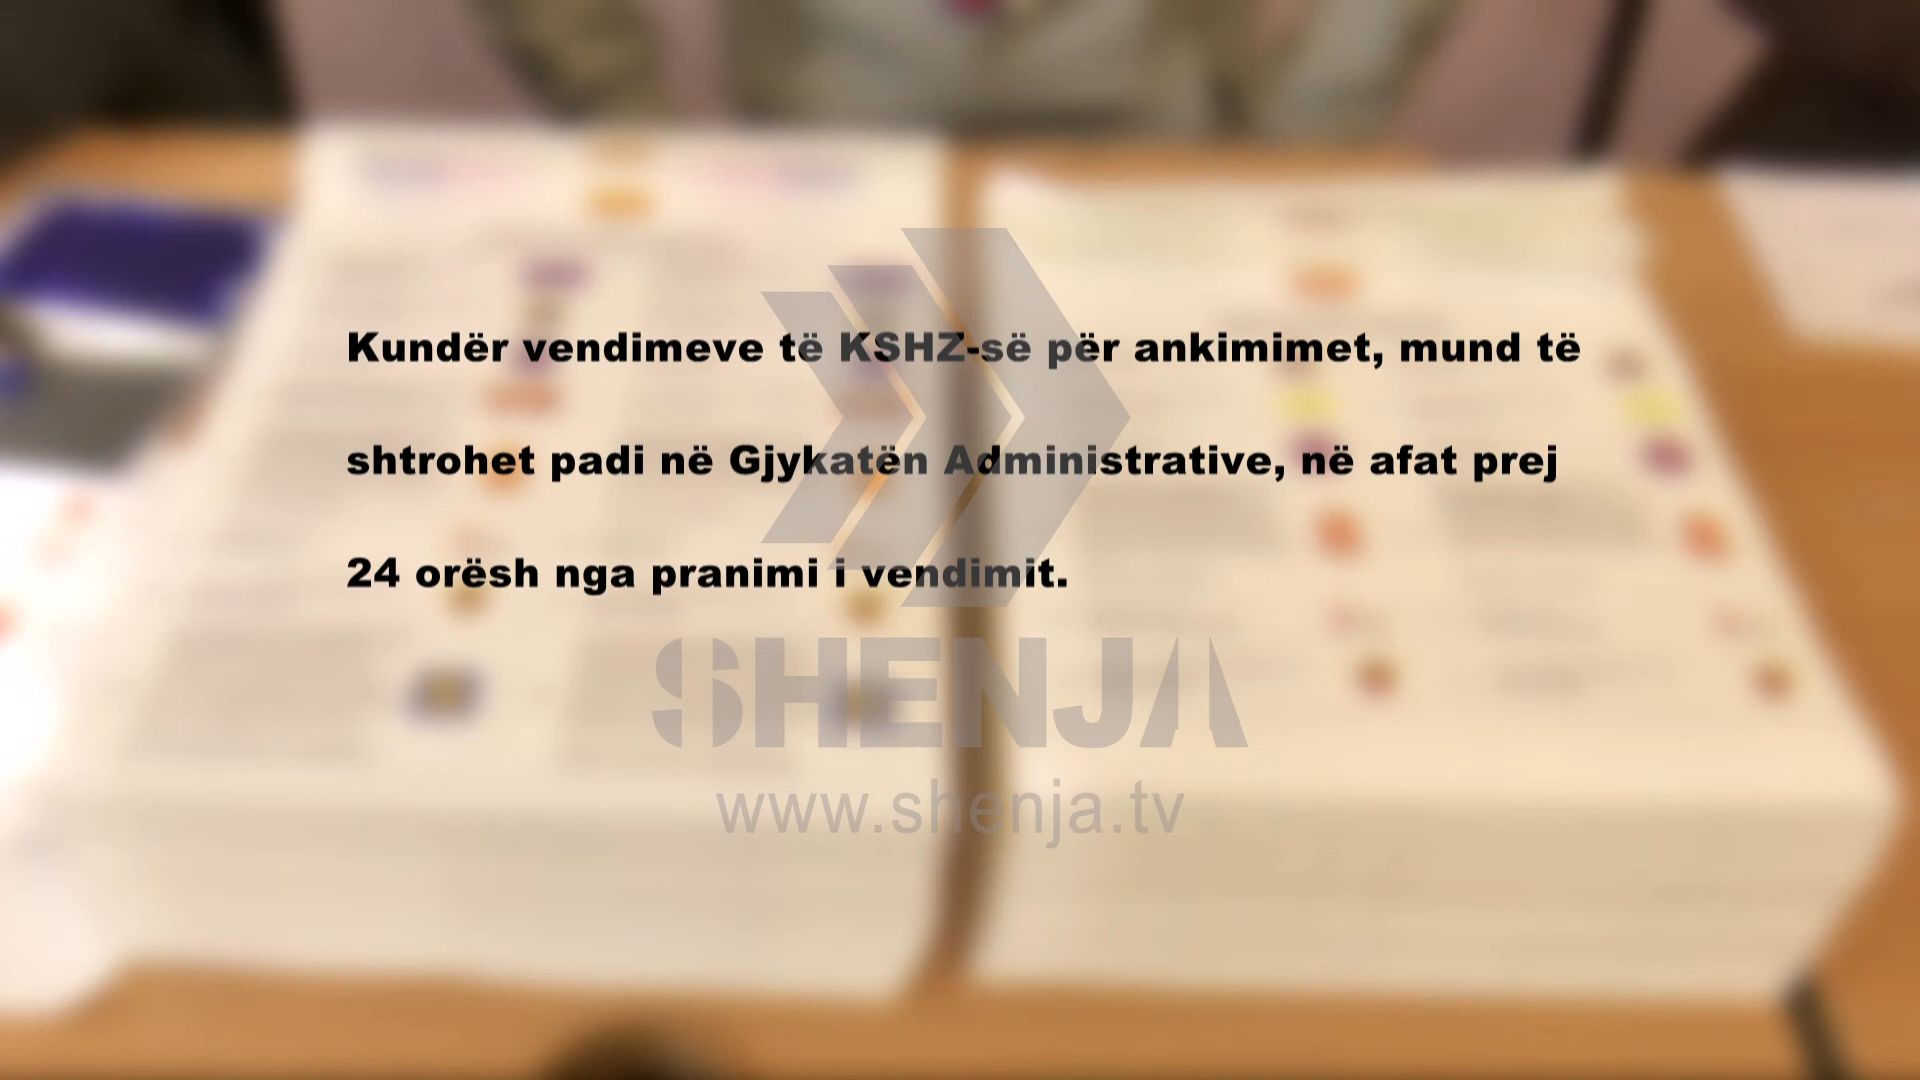 Kundër vendimeve të KSHZ-së për ankimimet, mund të
shtrohet padi në Gjykatën Administrative, në afat prej
24 orësh nga pranimi i vendimit.
SHENJA
www.shenja.tv